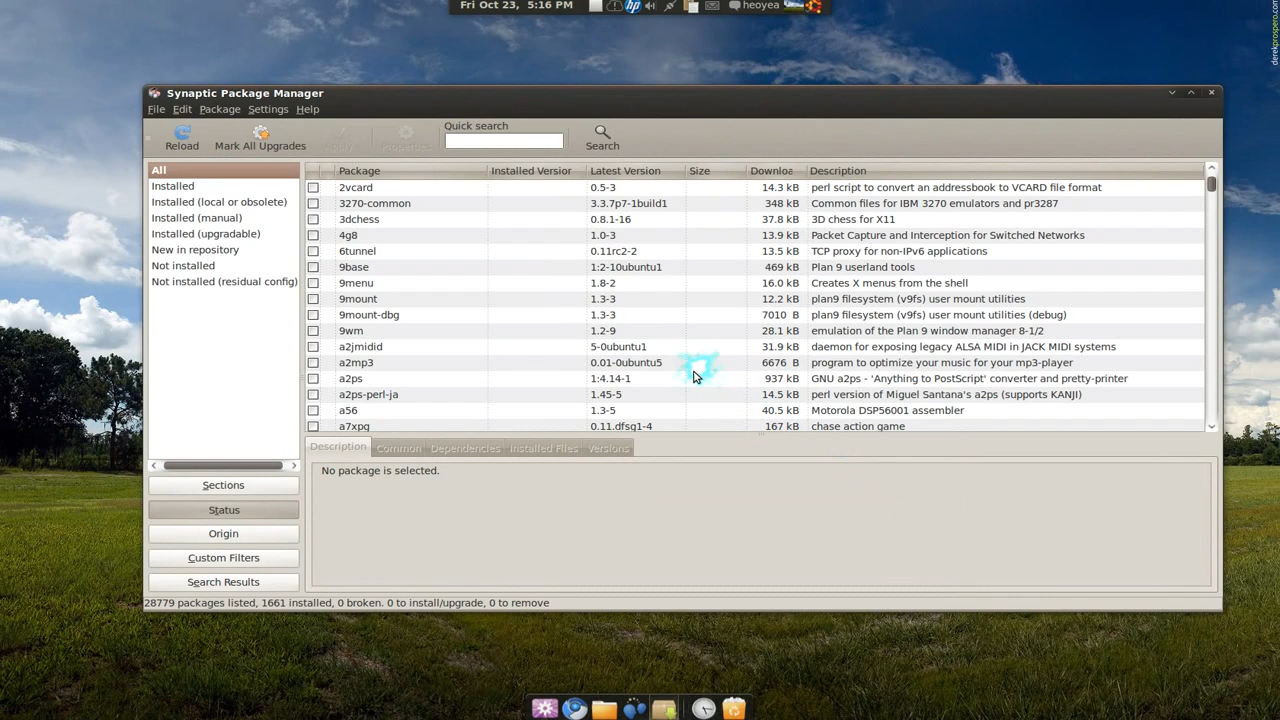 Fri Oct 23, 5:16 PM hp heoyea
derekprospero.com
Synaptic Package Manager
File Edit Package Settings Help
Quick search
Reload Mark All Upgrades Apply Properties Search
All
Installed
Installed (local or obsolete)
Installed (manual)
Installed (upgradable)
New in repository
Not installed
Not installed (residual config)
Package Installed Versior Latest Version Size Downloa Description
2vcard 0.5-3 14.3 kB perl script to convert an addressbook to VCARD file format
3270-common 3.3.7p7-1build1 348 kB Common files for IBM 3270 emulators and pr3287
3dchess 0.8.1-16 37.8 kB 3D chess for X11
4g8 1.0-3 13.9 kB Packet Capture and Interception for Switched Networks
6tunnel 0.11rc2-2 13.5 kB TCP proxy for non-IPv6 applications
9base 1:2-10ubuntu1 469 kB Plan 9 userland tools
9menu 1.8-2 16.0 kB Creates X menus from the shell
9mount 1.3-3 12.2 kB plan9 filesystem (v9fs) user mount utilities
9mount-dbg 1.3-3 7010 B plan9 filesystem (v9fs) user mount utilities (debug)
9wm 1.2-9 28.1 kB emulation of the Plan 9 window manager 8-1/2
a2jmidid 5-0ubuntu1 31.9 kB daemon for exposing legacy ALSA MIDI in JACK MIDI systems
a2mp3 0.01-0ubuntu5 6676 B program to optimize your music for your mp3-player
a2ps 1:4.14-1 937 kB GNU a2ps - 'Anything to PostScript' converter and pretty-printer
a2ps-perl-ja 1.45-5 14.5 kB perl version of Miguel Santana's a2ps (supports KANJI)
a56 1.3-5 40.5 kB Motorola DSP56001 assembler
a7xpg 0.11.dfsg1-4 167 kB chase action game
Description Common Dependencies Installed Files Versions
No package is selected.
Sections
Status
Origin
Custom Filters
Search Results
28779 packages listed, 1661 installed, 0 broken. 0 to install/upgrade, 0 to remove